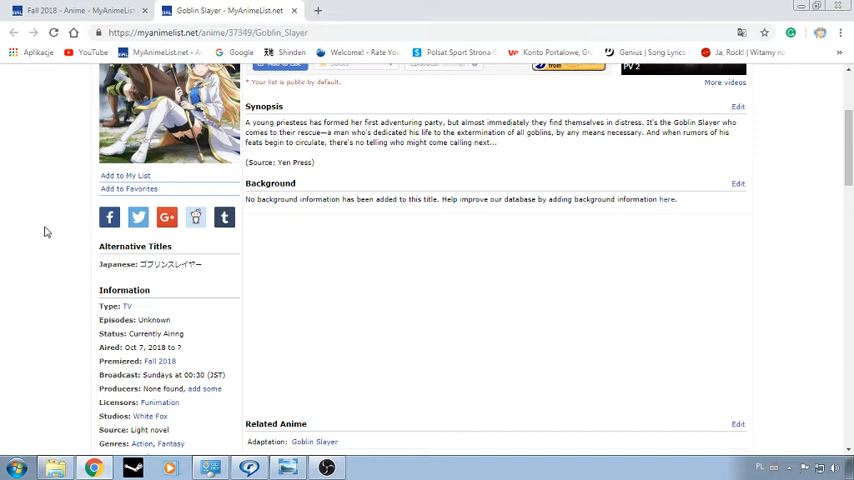 Fall 2018 - Anime - MyAnimeList
Goblin Slayer - MyAnimeList.net
https://myanimelist.net/anime/37349/Goblin_Slayer
Aplikacje
YouTube
MyAnimeList.net - A
Google
Shinden
Welcome! - Rate You
Polsat Sport Strona G
Konto Portalowe, Gr
Genius | Song Lyrics
Ja, Rock! | Witamy na
PV 2
* Your list is public by default.
More videos
Synopsis
Edit
A young priestess has formed her first adventuring party, but almost immediately they find themselves in distress. It's the Goblin Slayer who
comes to their rescue—a man who's dedicated his life to the extermination of all goblins, by any means necessary. And when rumors of his
feats begin to circulate, there's no telling who might come calling next...
(Source: Yen Press)
Add to My List
Add to Favorites
Background
Edit
No background information has been added to this title. Help improve our database by adding background information here.
Alternative Titles
Japanese: ゴブリンスレイヤー
Information
Type: TV
Episodes: Unknown
Status: Currently Airing
Aired: Oct 7, 2018 to ?
Premiered: Fall 2018
Broadcast: Sundays at 00:30 (JST)
Producers: None found, add some
Licensors: Funimation
Studios: White Fox
Source: Light novel
Genres: Action, Fantasy
Related Anime
Edit
Adaptation: Goblin Slayer
PL